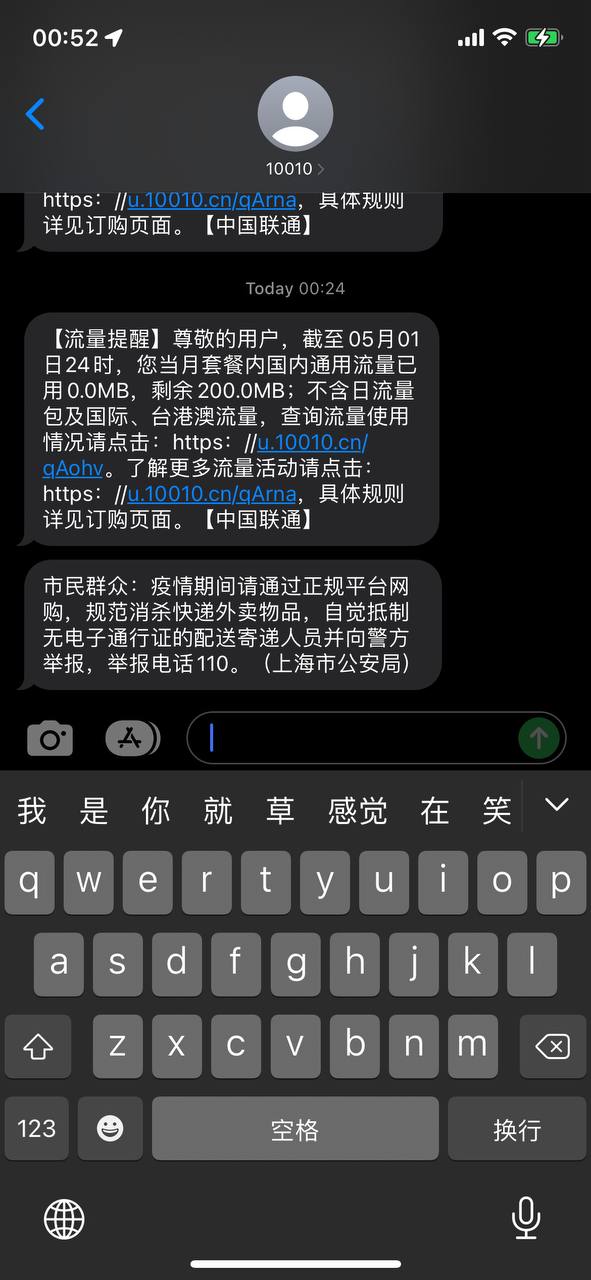 00:52
10010
https：//u.10010.cn/qArna，具体规则
详见订购页面。【中国联通】
Today 00:24
【流量提醒】尊敬的用户，截至05月01
日24时，您当月套餐内国内通用流量已
用0.0MB，剩余200.0MB；不含日流量
包及国际、台港澳流量，查询流量使用
情况请点击：https：//u.10010.cn/
qAohv。了解更多流量活动请点击：
https：//u.10010.cn/qArna，具体规则
详见订购页面。【中国联通】
市民群众：疫情期间请通过正规平台网
购，规范消杀快递外卖物品，自觉抵制
无电子通行证的配送寄递人员并向警方
举报，举报电话110。（上海市公安局）
我 是 你 就 草 感觉 在 笑
q w e r t y u i o p
a s d f g h j k l
z x c v b n m
123 空格 换行